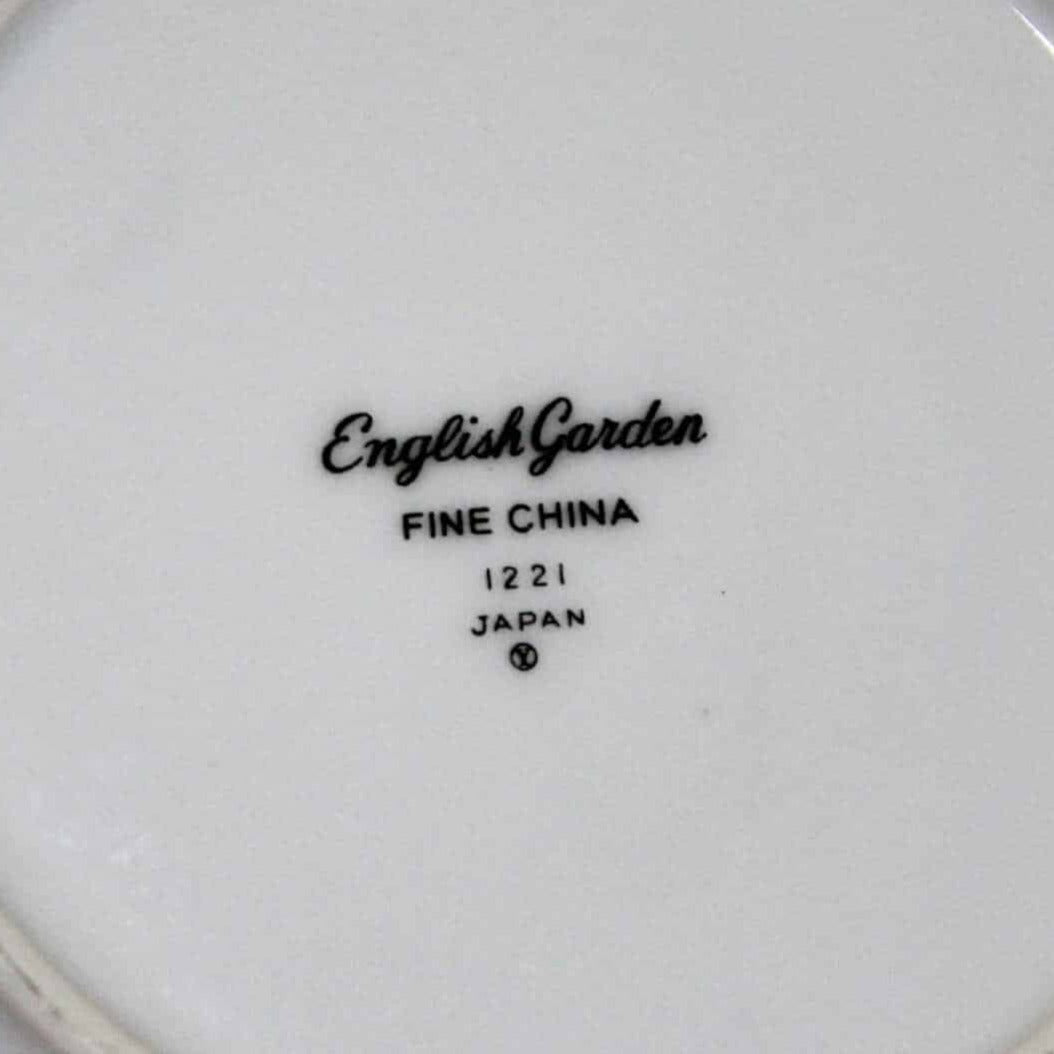 English Garden
FINE CHINA
1221
JAPAN
Y